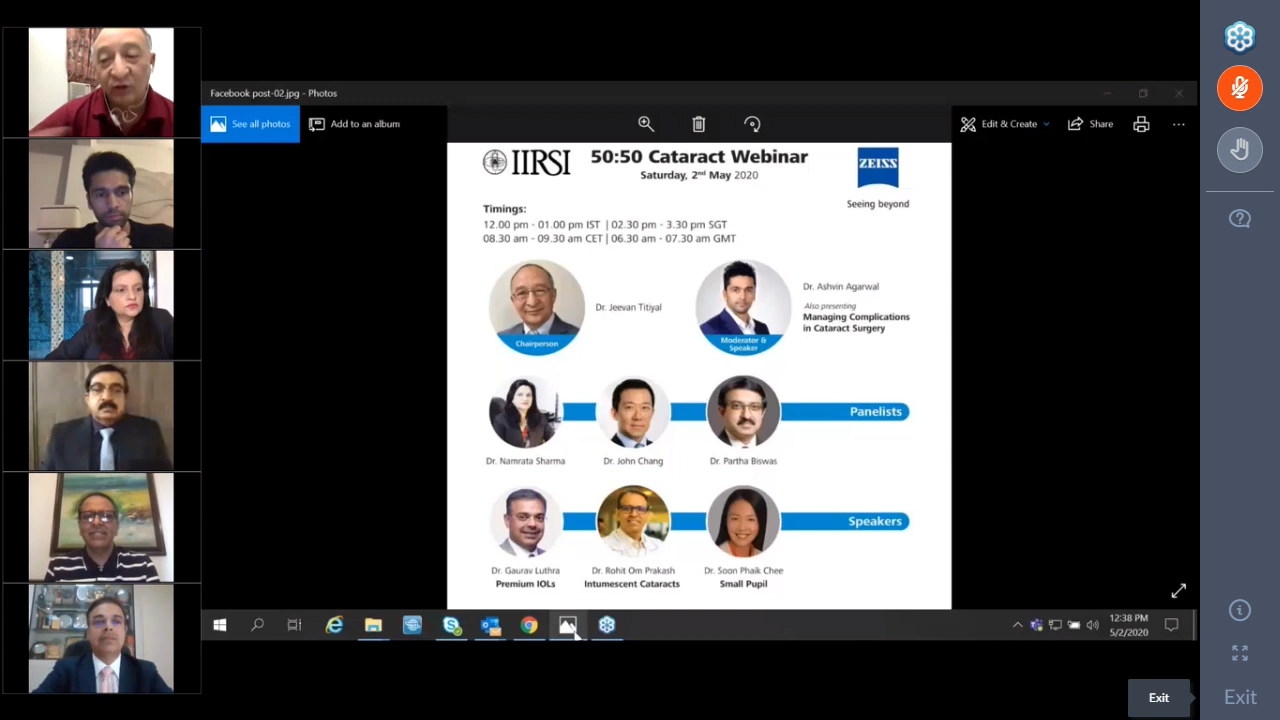 Facebook post-02.jpg - Photos
See all photos
Add to an album
Edit & Create
Share
IIRSI
50:50 Cataract Webinar
Saturday, 2nd May 2020
ZEISS
Seeing beyond
Timings:
12.00 pm - 01.00 pm IST | 02.30 pm - 3.30 pm SGT
08.30 am - 09.30 am CET | 06.30 am - 07.30 am GMT
Dr. Jeevan Titiyal
Chairperson
Dr. Ashvin Agarwal
Also presenting
Managing Complications
in Cataract Surgery
Moderator &
Speaker
Panelists
Dr. Namrata Sharma
Dr. John Chang
Dr. Partha Biswas
Speakers
Dr. Gaurav Luthra
Premium IOLs
Dr. Rohit Om Prakash
Intumescent Cataracts
Dr. Soon Phaik Chee
Small Pupil
12:38 PM
5/2/2020
Exit
Exit